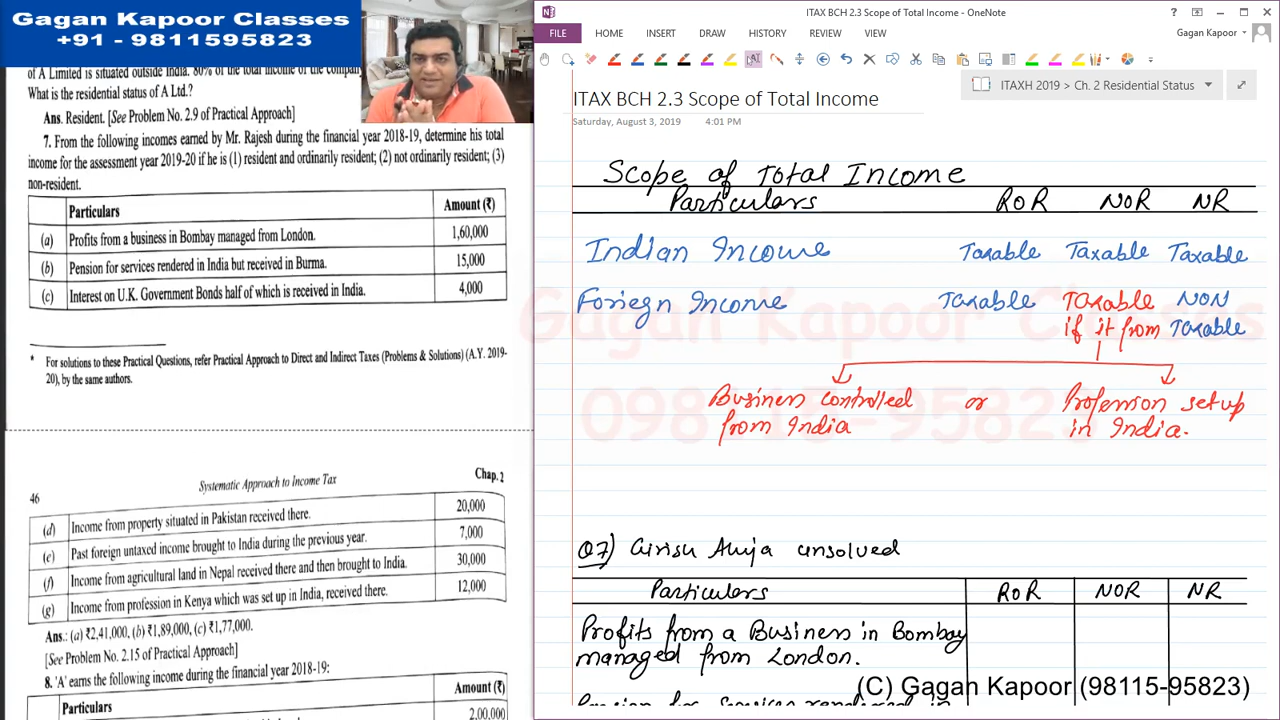 Gagan Kapoor Classes
+91 - 9811595823
of A Limited is situated outside India. 80% of the total income of the company
What is the residential status of A Ltd.?
Ans. Resident. [See Problem No. 2.9 of Practical Approach]
7. From the following incomes earned by Mr. Rajesh during the financial year 2018-19, determine his total
income for the assessment year 2019-20 if he is (1) resident and ordinarily resident; (2) not ordinarily resident; (3)
non-resident.
Particulars Amount (₹)
(a) Profits from a business in Bombay managed from London. 1,60,000
(b) Pension for services rendered in India but received in Burma. 15,000
(c) Interest on U.K. Government Bonds half of which is received in India. 4,000
* For solutions to these Practical Questions, refer Practical Approach to Direct and Indirect Taxes (Problems & Solutions) (A.Y. 2019-
20), by the same authors.
46 Systematic Approach to Income Tax Chap. 2
(d) Income from property situated in Pakistan received there. 20,000
(e) Past foreign untaxed income brought to India during the previous year. 7,000
(f) Income from agricultural land in Nepal received there and then brought to India. 30,000
(g) Income from profession in Kenya which was set up in India, received there. 12,000
Ans.: (a) ₹2,41,000, (b) ₹1,89,000, (c) ₹1,77,000.
[See Problem No. 2.15 of Practical Approach]
8. 'A' earns the following income during the financial year 2018-19:
Particulars Amount (₹)
2,00,000
ITAX BCH 2.3 Scope of Total Income - OneNote
FILE HOME INSERT DRAW HISTORY REVIEW VIEW Gagan Kapoor
ITAXH 2019 > Ch. 2 Residential Status
ITAX BCH 2.3 Scope of Total Income
Saturday, August 3, 2019 4:01 PM
Scope of Total Income
Particulars ROR NOR NR
Indian Income Taxable Taxable Taxable
Foriegn Income Taxable Taxable NON
if it from Taxable
Business controlled or Profession set up
from India in India.
Gagan Kapoor Classes
Q7) Girish Ahuja unsolved
Particulars ROR NOR NR
Profits from a Business in Bombay
managed from London.
Pension for Services rendered in
(C) Gagan Kapoor (98115-95823)